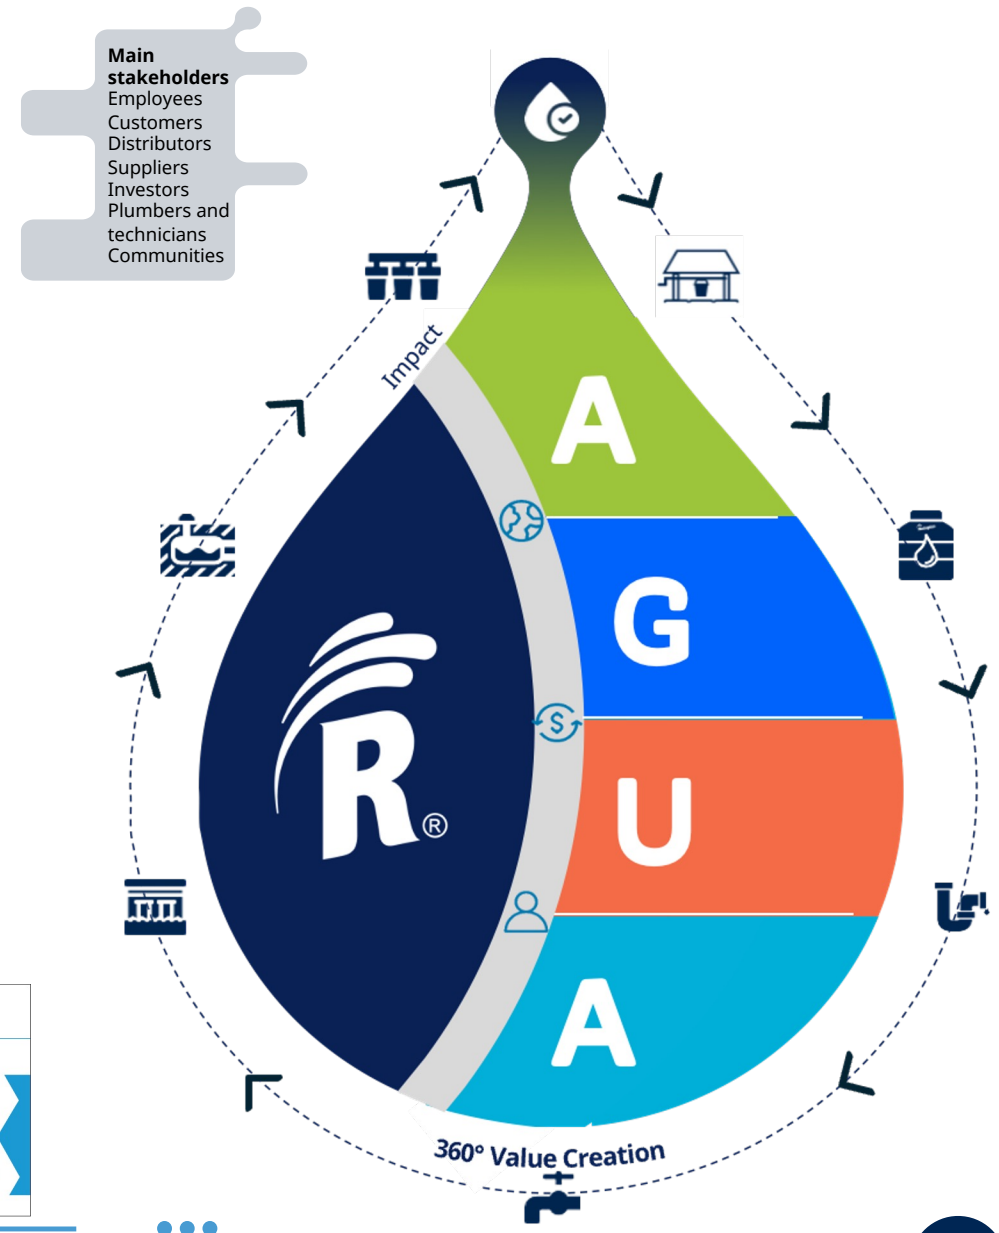 Main
stakeholders
Employees
Customers
Distributors
Suppliers
Investors
Plumbers and
technicians
Communities
Impact
A
G
U
A
R®
360° Value Creation